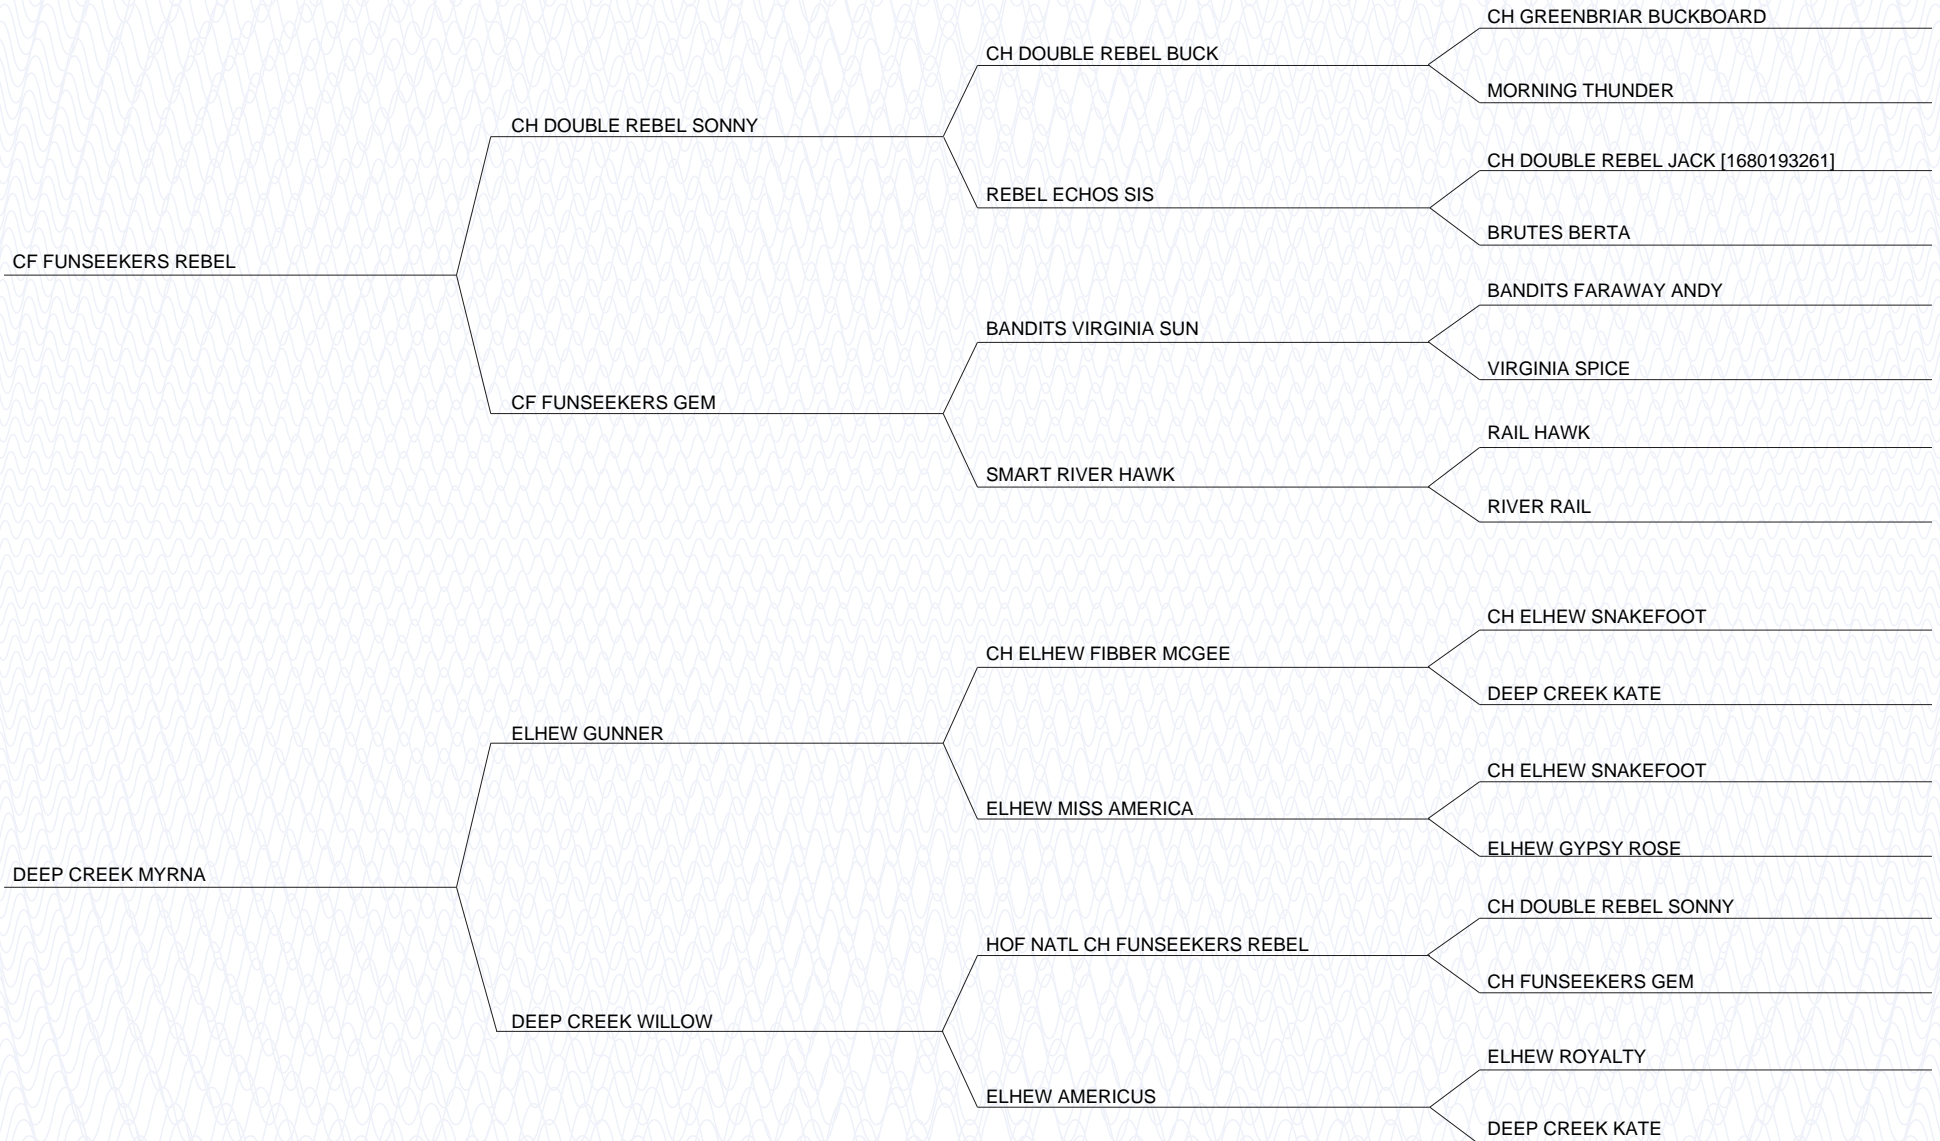 CH GREENBRIAR BUCKBOARD
CH DOUBLE REBEL BUCK
MORNING THUNDER
CH DOUBLE REBEL SONNY
CH DOUBLE REBEL JACK [1680193261]
REBEL ECHOS SIS
BRUTES BERTA
CF FUNSEEKERS REBEL
BANDITS FARAWAY ANDY
BANDITS VIRGINIA SUN
VIRGINIA SPICE
CF FUNSEEKERS GEM
RAIL HAWK
SMART RIVER HAWK
RIVER RAIL
CH ELHEW SNAKEFOOT
CH ELHEW FIBBER MCGEE
DEEP CREEK KATE
ELHEW GUNNER
CH ELHEW SNAKEFOOT
ELHEW MISS AMERICA
ELHEW GYPSY ROSE
DEEP CREEK MYRNA
CH DOUBLE REBEL SONNY
HOF NATL CH FUNSEEKERS REBEL
CH FUNSEEKERS GEM
DEEP CREEK WILLOW
ELHEW ROYALTY
ELHEW AMERICUS
DEEP CREEK KATE